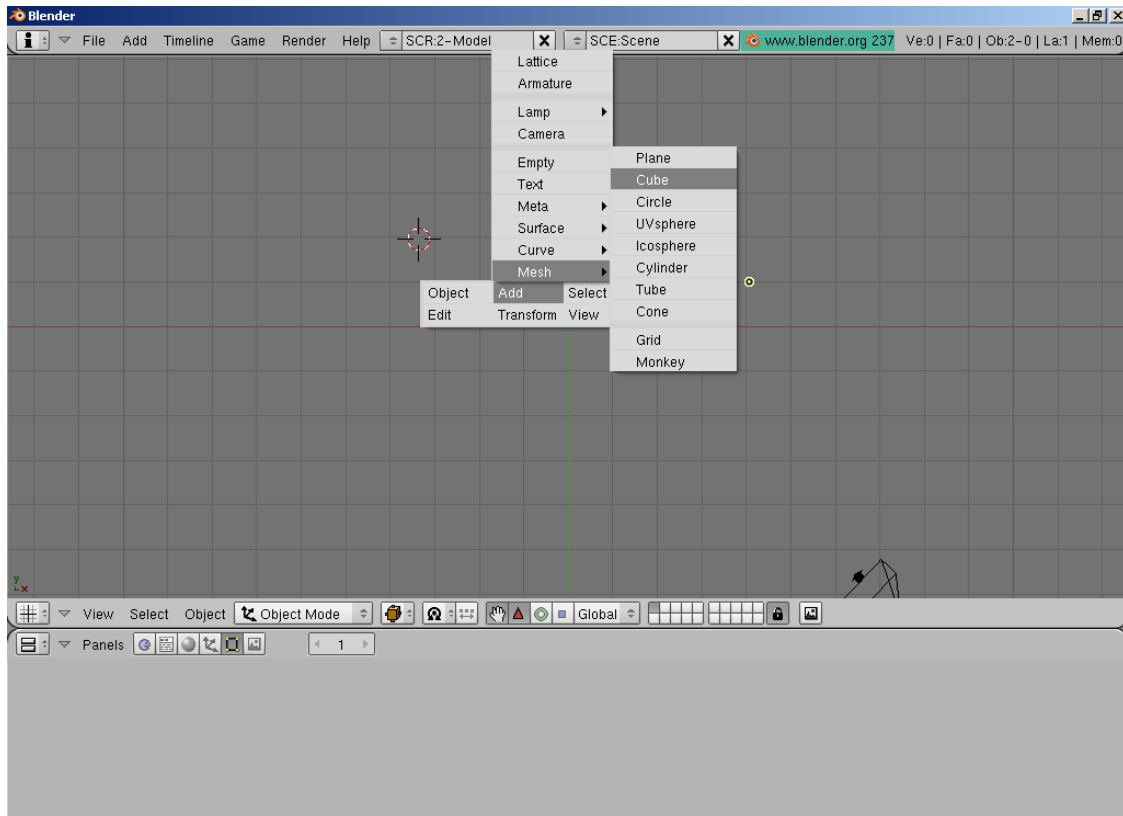 Blender
File Add Timeline Game Render Help SCR:2-Model SCE:Scene www.blender.org 237 Ve:0 | Fa:0 | Ob:2-0 | La:1 | Mem:0
Lattice
Armature
Lamp
Camera
Empty
Text
Meta
Surface
Curve
Mesh
Plane
Cube
Circle
UVsphere
Icosphere
Cylinder
Tube
Cone
Grid
Monkey
Object Add Select
Edit Transform View
y
x
View Select Object Object Mode Global
Panels 1